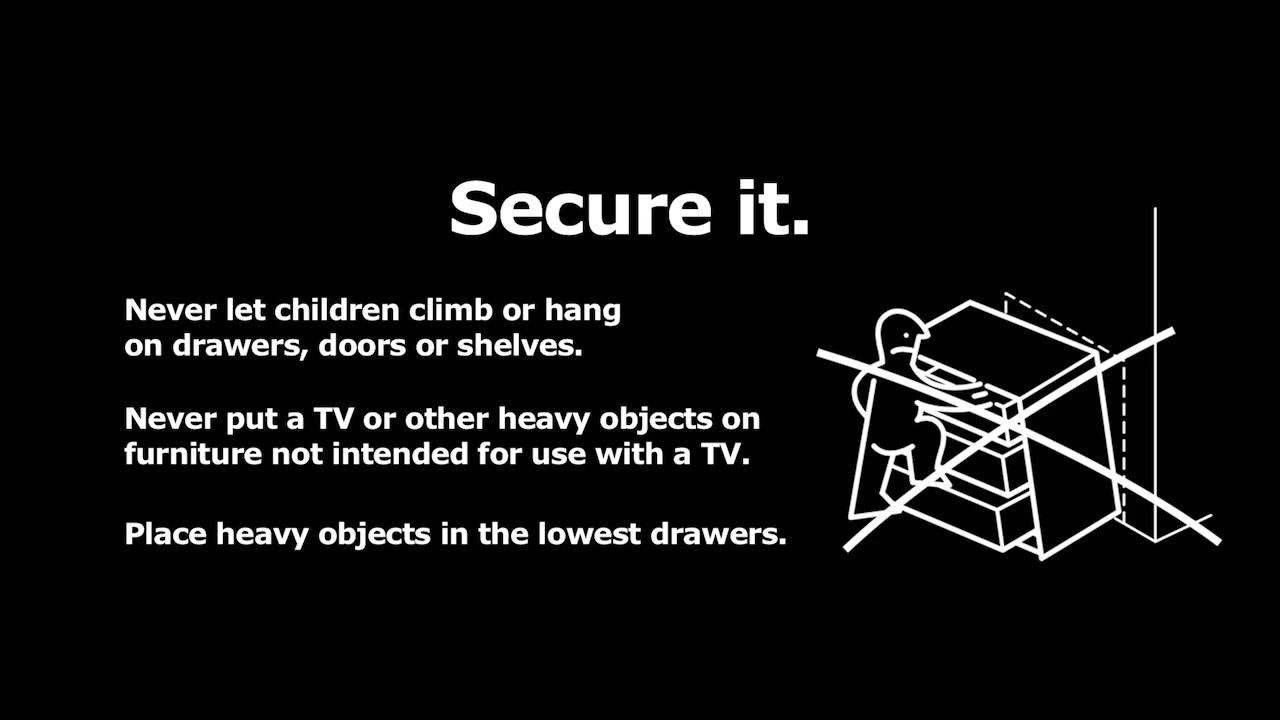 Secure it.
Never let children climb or hang
on drawers, doors or shelves.
Never put a TV or other heavy objects on
furniture not intended for use with a TV.
Place heavy objects in the lowest drawers.